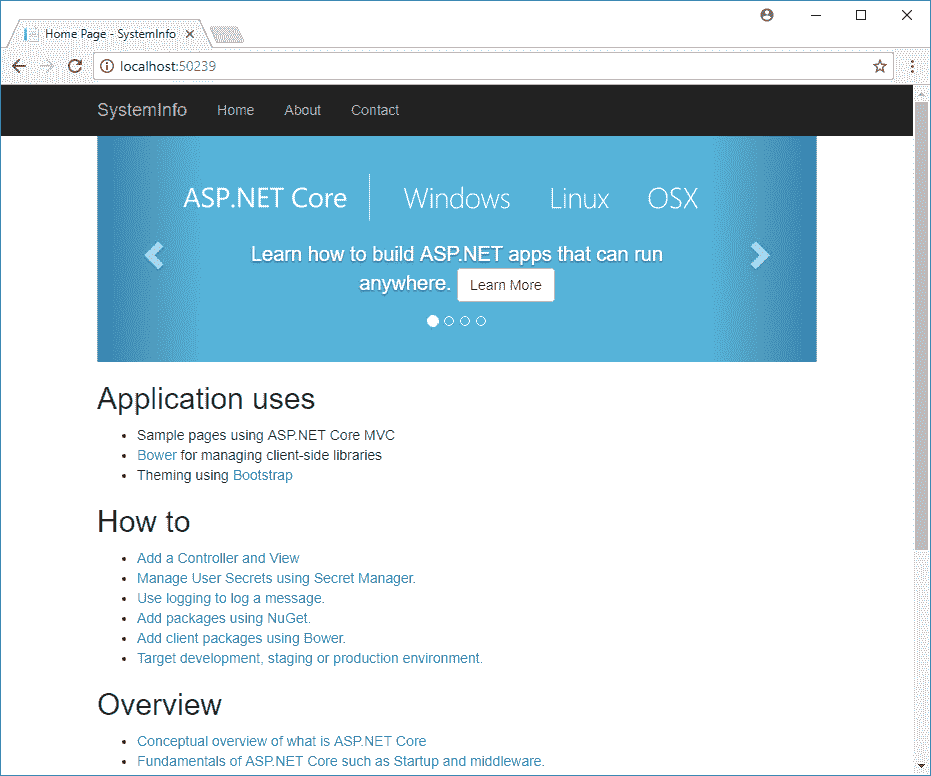 Home Page - SystemInfo
localhost:50239
SystemInfo Home About Contact
ASP.NET Core Windows Linux OSX
Learn how to build ASP.NET apps that can run
anywhere. Learn More
Application uses
Sample pages using ASP.NET Core MVC
Bower for managing client-side libraries
Theming using Bootstrap
How to
Add a Controller and View
Manage User Secrets using Secret Manager.
Use logging to log a message.
Add packages using NuGet.
Add client packages using Bower.
Target development, staging or production environment.
Overview
Conceptual overview of what is ASP.NET Core
Fundamentals of ASP.NET Core such as Startup and middleware.